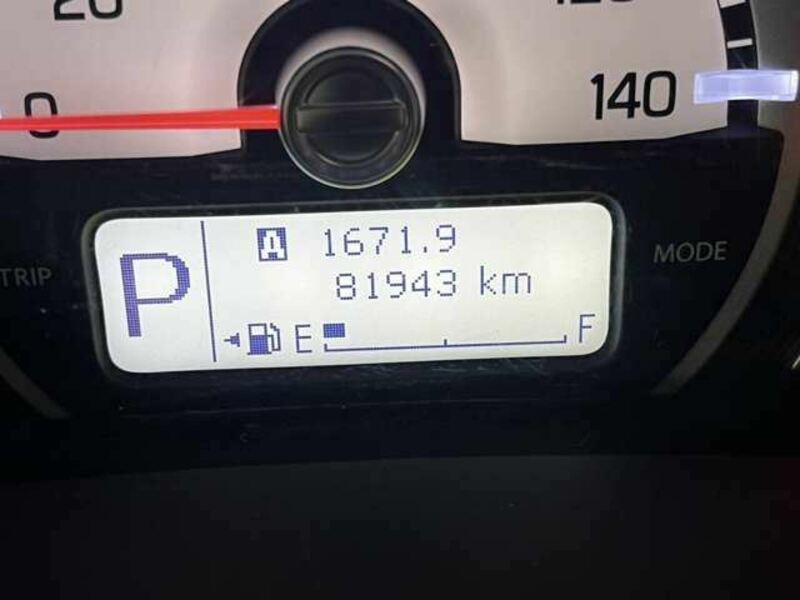 20
0
140
TRIP
MODE
P
A 1671.9
81943 km
E F